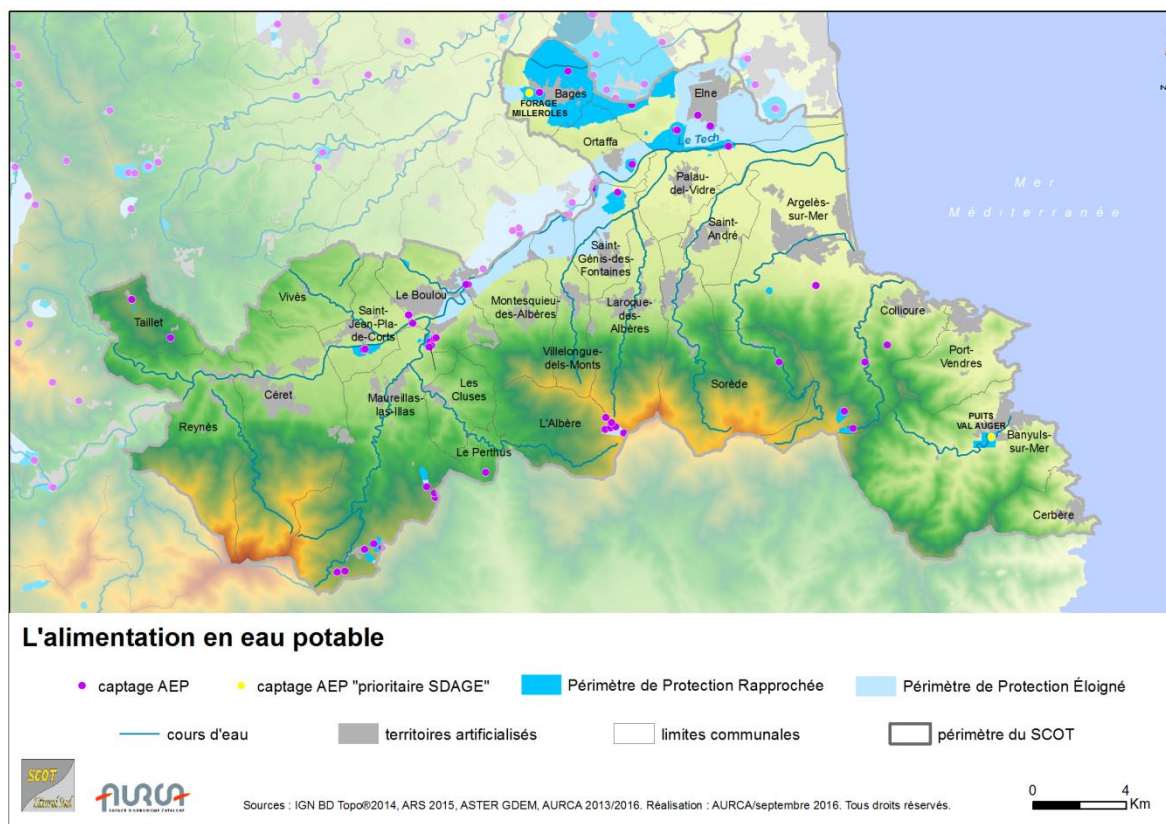 Bages
FORAGE
MILLEROLES
Elne
Ortaffa
Le Tech
Palau-
del-Vidre
Mer
Méditerranée
Argelès-
sur-Mer
Saint-
André
Saint-
Génis-des-
Fontaines
Vivès
Le Boulou
Montesquieu-
des-Albères
Laroque-
des-
Albères
Collioure
Taillet
Saint-
Jean-Pla-
de-Corts
Port-
Vendres
Villelongue-
dels-Monts
Céret
Maureillas-
las-Illas
Les
Cluses
Sorède
Reynès
L'Albère
PUITS
VAL AUGER
Banyuls-
sur-Mer
Le Perthus
Cerbère
L'alimentation en eau potable
captage AEP
captage AEP "prioritaire SDAGE"
Périmètre de Protection Rapprochée
Périmètre de Protection Éloigné
cours d'eau
territoires artificialisés
limites communales
périmètre du SCOT
SCOT
Littoral Sud
AURCA
AGENCE D'URBANISME CATALANE
Sources : IGN BD Topo®2014, ARS 2015, ASTER GDEM, AURCA 2013/2016. Réalisation : AURCA/septembre 2016. Tous droits réservés.
0 4
Km